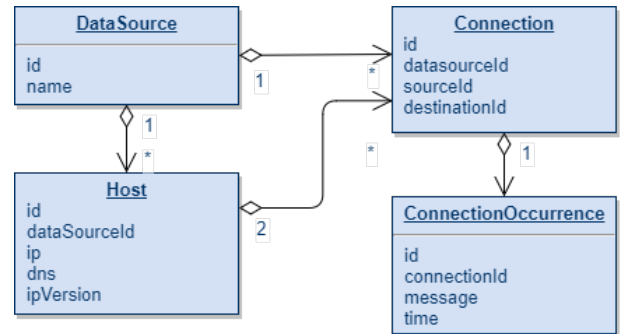 DataSource
id
name
1
*
1
*
Connection
id
datasourceId
sourceId
destinationId
*
1
Host
id
dataSourceId
ip
dns
ipVersion
2
ConnectionOccurrence
id
connectionId
message
time